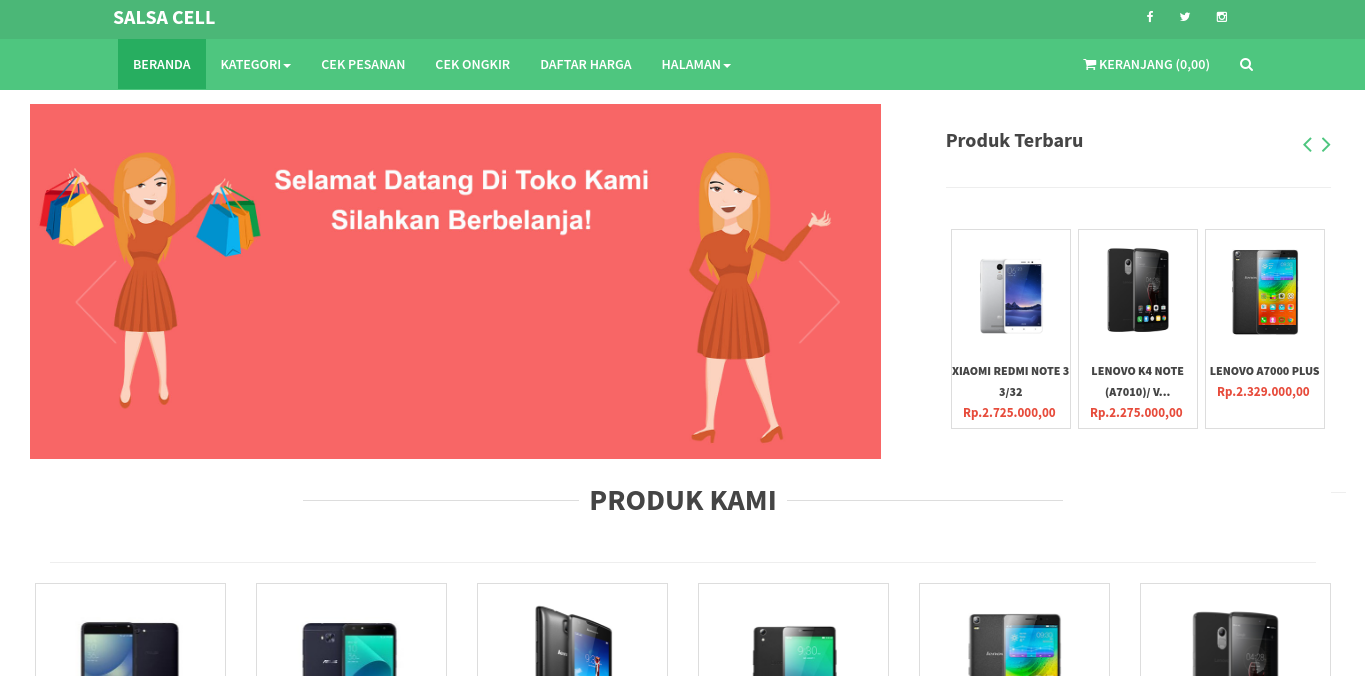 SALSA CELL
BERANDA KATEGORI CEK PESANAN CEK ONGKIR DAFTAR HARGA HALAMAN KERANJANG (0,00)
Selamat Datang Di Toko Kami
Silahkan Berbelanja!
Produk Terbaru
XIAOMI REDMI NOTE 3
3/32
Rp.2.725.000,00
LENOVO K4 NOTE
(A7010)/ V...
Rp.2.275.000,00
LENOVO A7000 PLUS
Rp.2.329.000,00
PRODUK KAMI